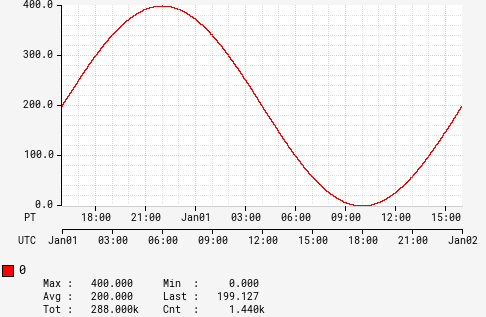 400.0
300.0
200.0
100.0
0.0
PT 18:00 21:00 Jan01 03:00 06:00 09:00 12:00 15:00
UTC Jan01 03:00 06:00 09:00 12:00 15:00 18:00 21:00 Jan02
0
Max : 400.000 Min : 0.000
Avg : 200.000 Last : 199.127
Tot : 288.000k Cnt : 1.440k